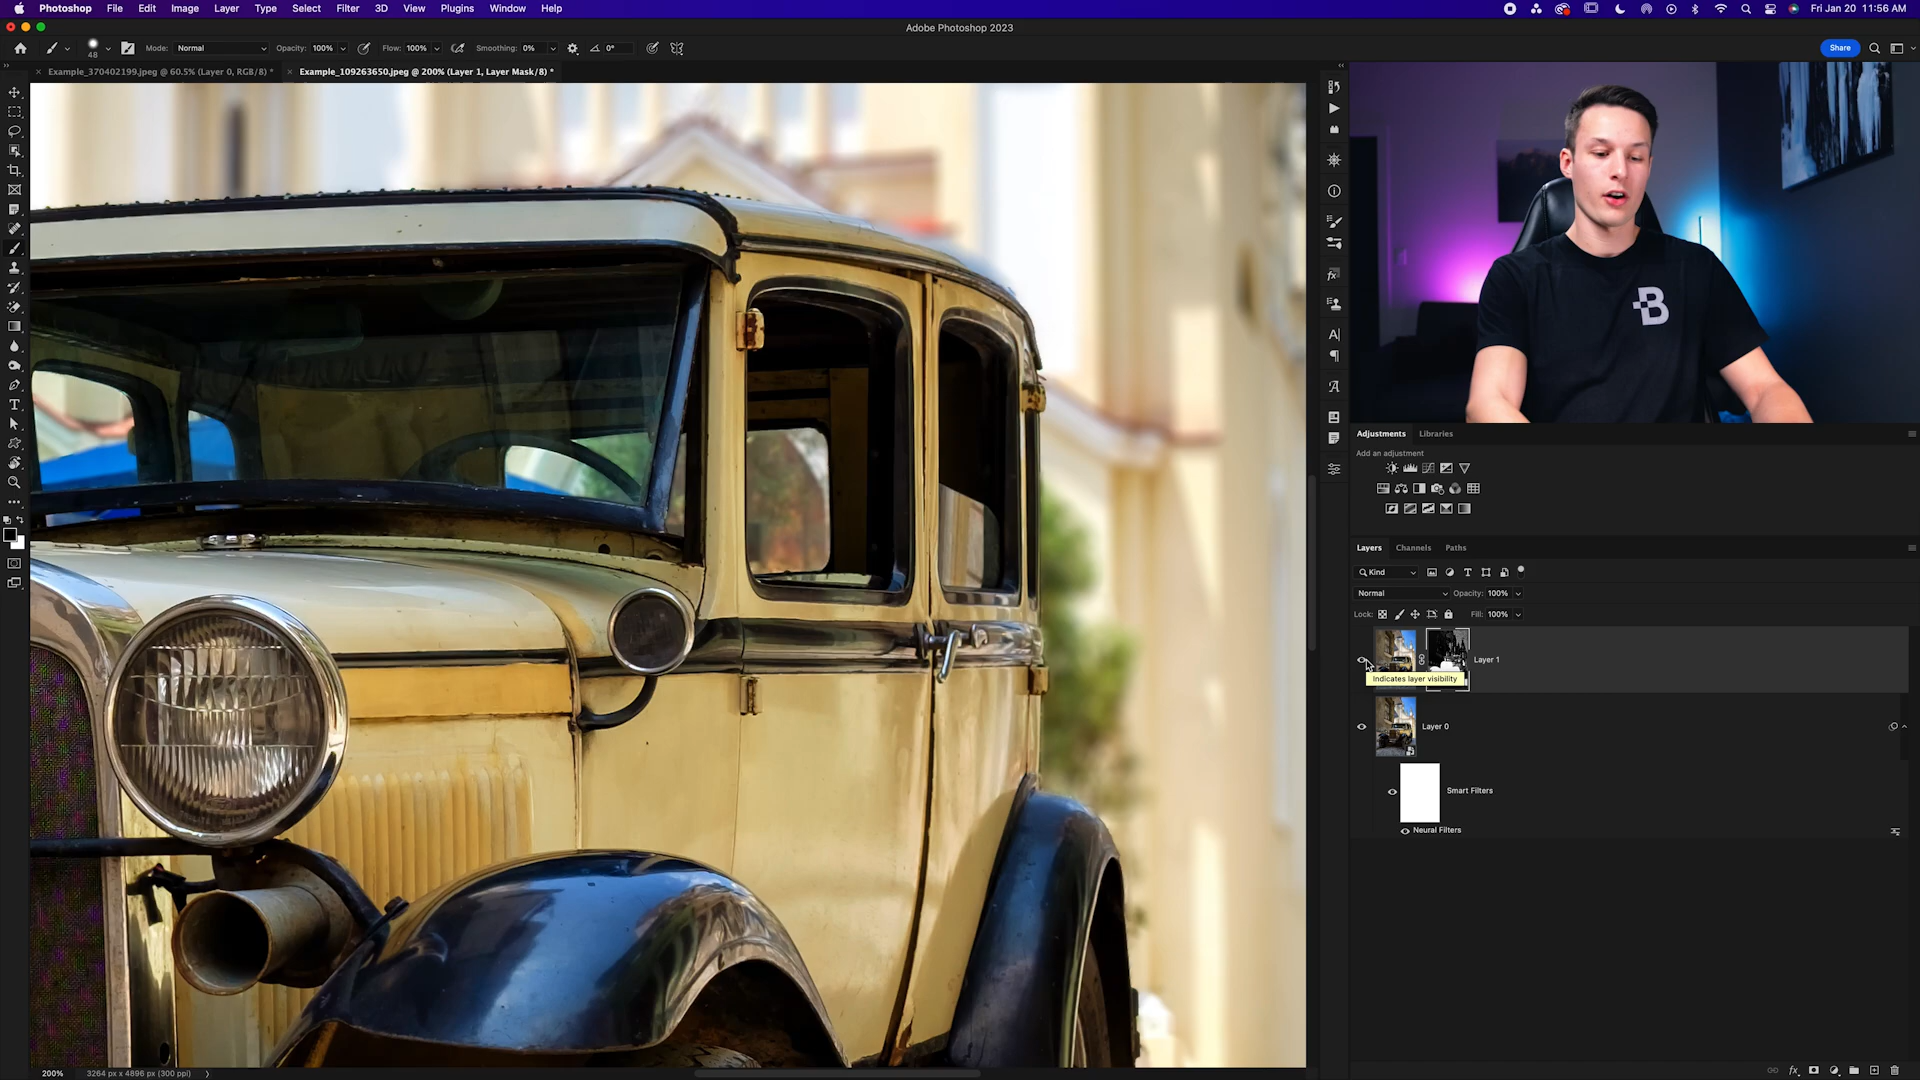 Photoshop File Edit Image Layer Type Select Filter 3D View Plugins Window Help Fri Jan 20 11:56 AM
Adobe Photoshop 2023
48 Mode: Normal Opacity: 100% Flow: 100% Smoothing: 0% 0° Share
Example_370402199.jpeg @ 60.5% (Layer 0, RGB/8) * Example_109263650.jpeg @ 200% (Layer 1, Layer Mask/8) *
B
Adjustments Libraries
Add an adjustment
Layers Channels Paths
Kind
Normal Opacity: 100%
Lock: Fill: 100%
Layer 1
Indicates layer visibility
Layer 0
Smart Filters
Neural Filters
200% 3264 px x 4896 px (300 ppi)